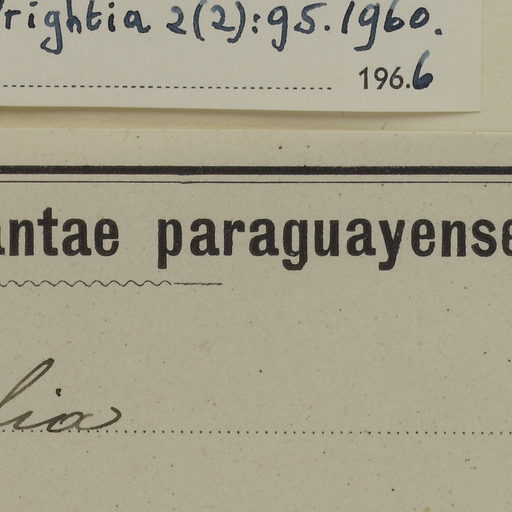 rightia 2(2):95.1960.
196.6
antae paraguayense
lia